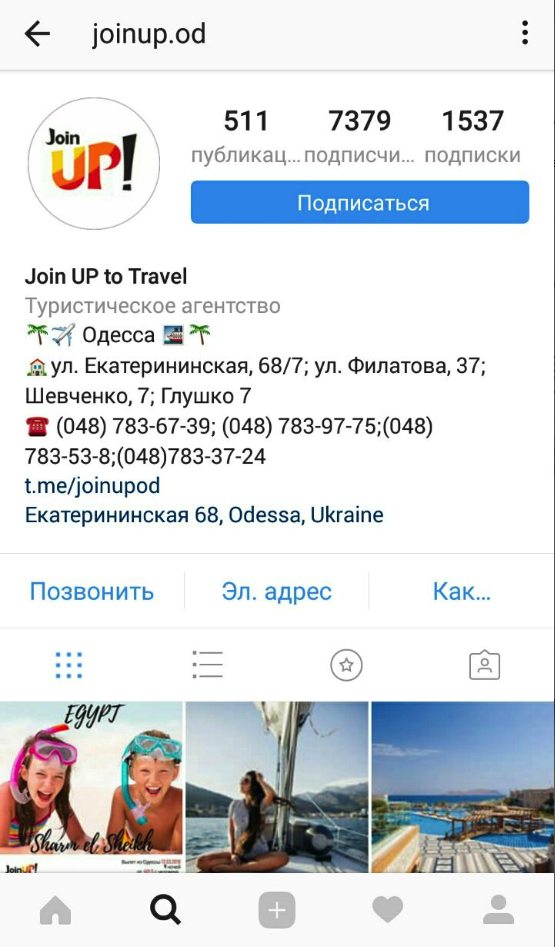 joinup.od
Join
UP!
511 7379 1537
публикац... подписчи... подписки
Подписаться
Join UP to Travel
Туристическое агентство
Одесса
ул. Екатерининская, 68/7; ул. Филатова, 37;
Шевченко, 7; Глушко 7
(048) 783-67-39; (048) 783-97-75;(048)
783-53-8;(048)783-37-24
t.me/joinupod
Екатерининская 68, Odessa, Ukraine
Позвонить Эл. адрес Как...
EGYPT
Sharm el Sheikh
Вылет из Одессы
Join UP!